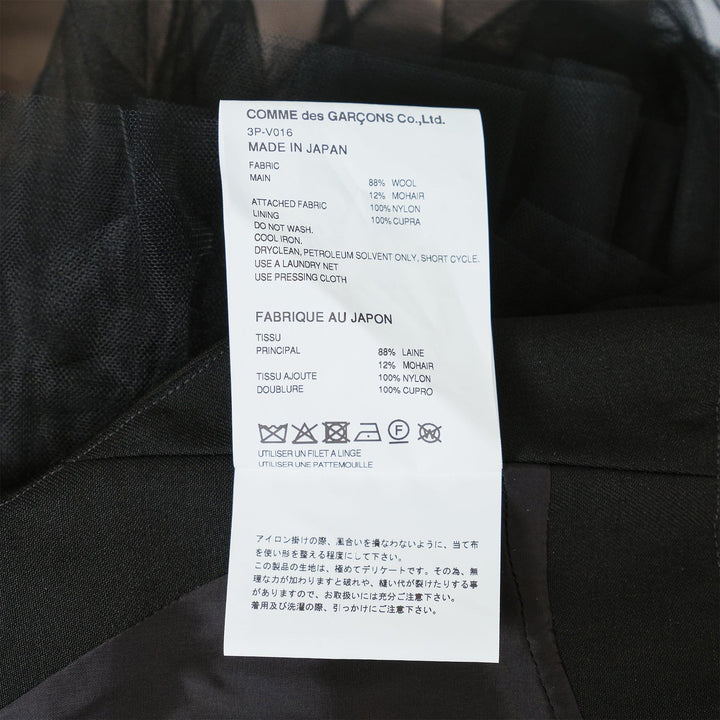 COMME des GARÇONS Co.,Ltd.
3P-V016
MADE IN JAPAN
FABRIC
MAIN 88% WOOL
12% MOHAIR
ATTACHED FABRIC 100% NYLON
LINING 100% CUPRA
DO NOT WASH.
COOL IRON.
DRYCLEAN, PETROLEUM SOLVENT ONLY, SHORT CYCLE.
USE A LAUNDRY NET
USE PRESSING CLOTH
FABRIQUE AU JAPON
TISSU
PRINCIPAL 88% LAINE
12% MOHAIR
TISSU AJOUTE 100% NYLON
DOUBLURE 100% CUPRO
UTILISER UN FILET A LINGE
UTILISER UNE PATTEMOUILLE
アイロン掛けの際、風合いを損なわないように、当て布
を使い形を整える程度にして下さい。
この製品の生地は、極めてデリケートです。その為、無
理な力が加わりますと破れや、縫い代が裂けたりする事
がありますので、お取扱いには充分ご注意下さい。
着用及び洗濯の際、引っかけにご注意下さい。